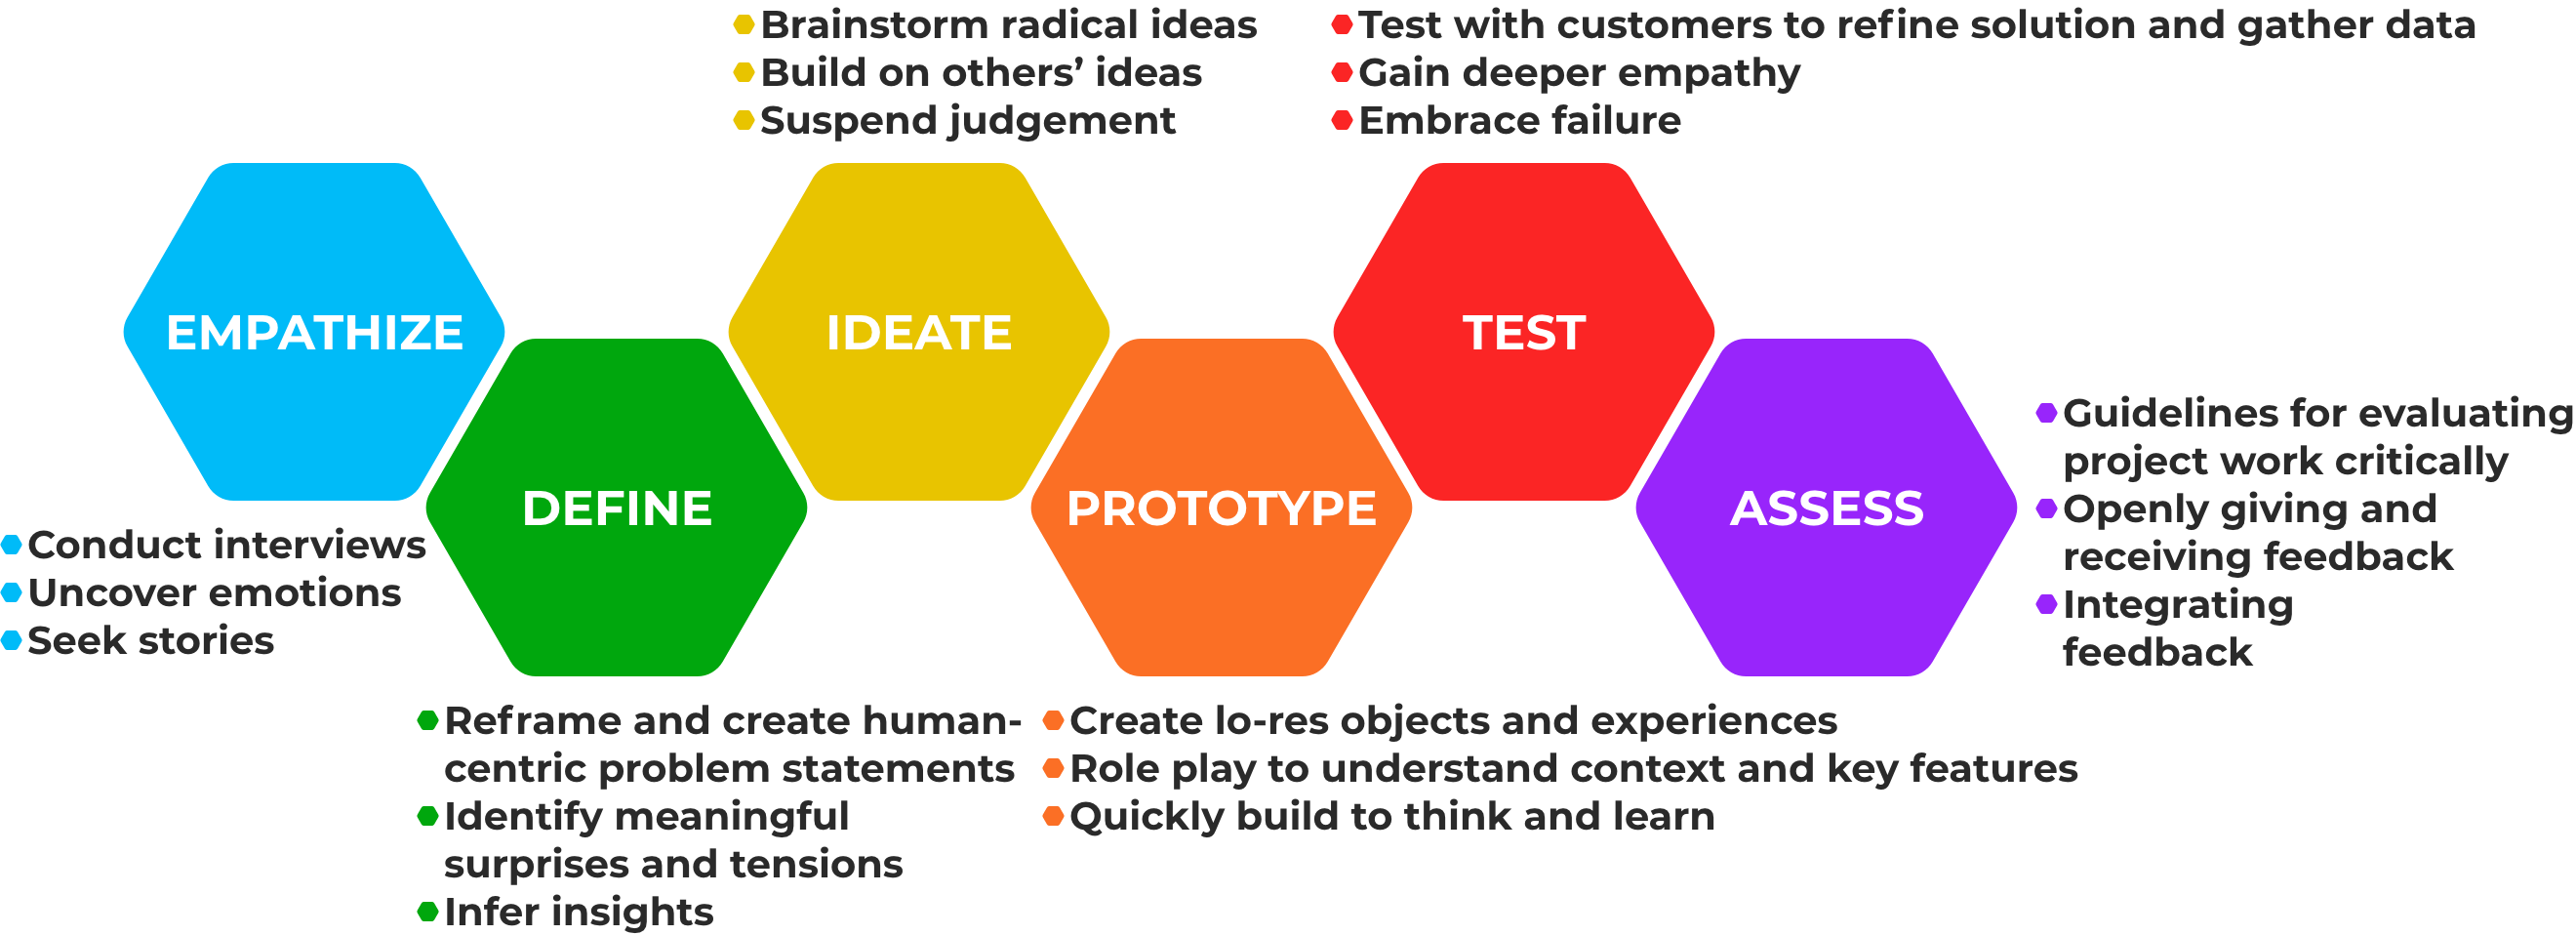 EMPATHIZE
Conduct interviews
Uncover emotions
Seek stories
DEFINE
Reframe and create human-
centric problem statements
Identify meaningful
surprises and tensions
Infer insights
Brainstorm radical ideas
Build on others’ ideas
Suspend judgement
IDEATE
PROTOTYPE
Create lo-res objects and experiences
Role play to understand context and key features
Quickly build to think and learn
Test with customers to refine solution and gather data
Gain deeper empathy
Embrace failure
TEST
ASSESS
Guidelines for evaluating
project work critically
Openly giving and
receiving feedback
Integrating
feedback